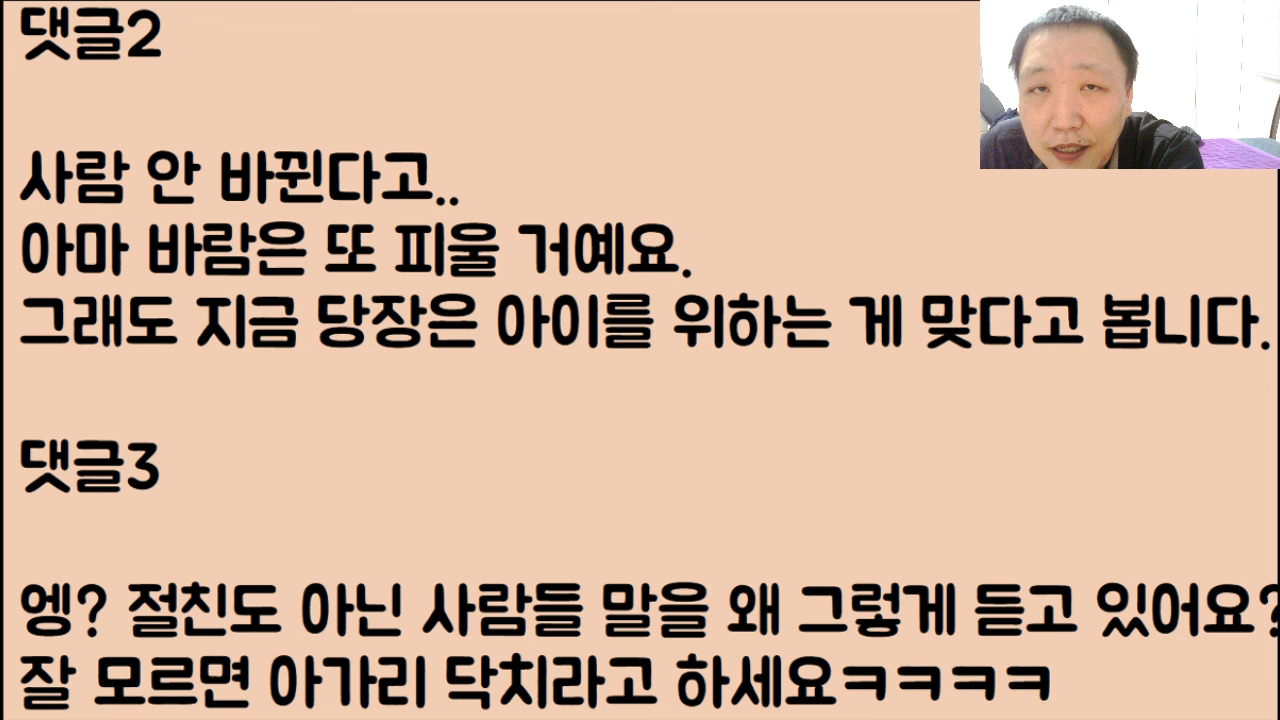 댓글2
사람 안 바뀐다고..
아마 바람은 또 피울 거예요.
그래도 지금 당장은 아이를 위하는 게 맞다고 봅니다.
댓글3
엥? 절친도 아닌 사람들 말을 왜 그렇게 듣고 있어요?
잘 모르면 아가리 닥치라고 하세요ㅋㅋㅋㅋ